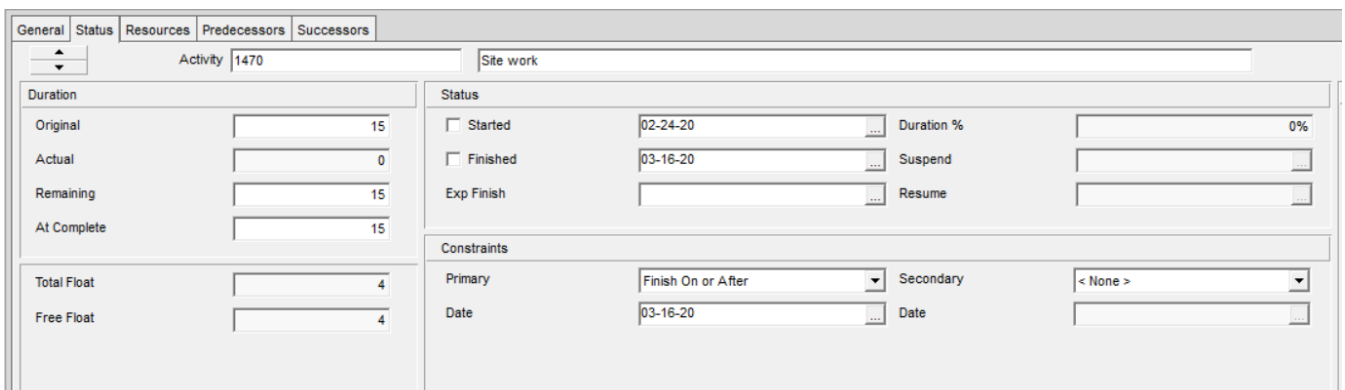 General Status Resources Predecessors Successors
Activity 1470 Site work
Duration
Original 15
Actual 0
Remaining 15
At Complete 15
Total Float 4
Free Float 4
Status
Started 02-24-20 ... Duration % 0%
Finished 03-16-20 ... Suspend ...
Exp Finish ... Resume ...
Constraints
Primary Finish On or After Secondary < None >
Date 03-16-20 ... Date ...